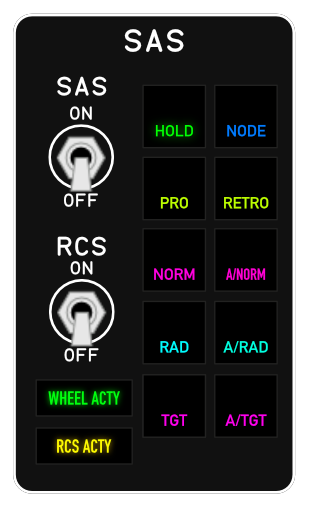 SAS
SAS
ON
OFF
RCS
ON
OFF
WHEEL ACTY
RCS ACTY
HOLD NODE
PRO RETRO
NORM A/NORM
RAD A/RAD
TGT A/TGT